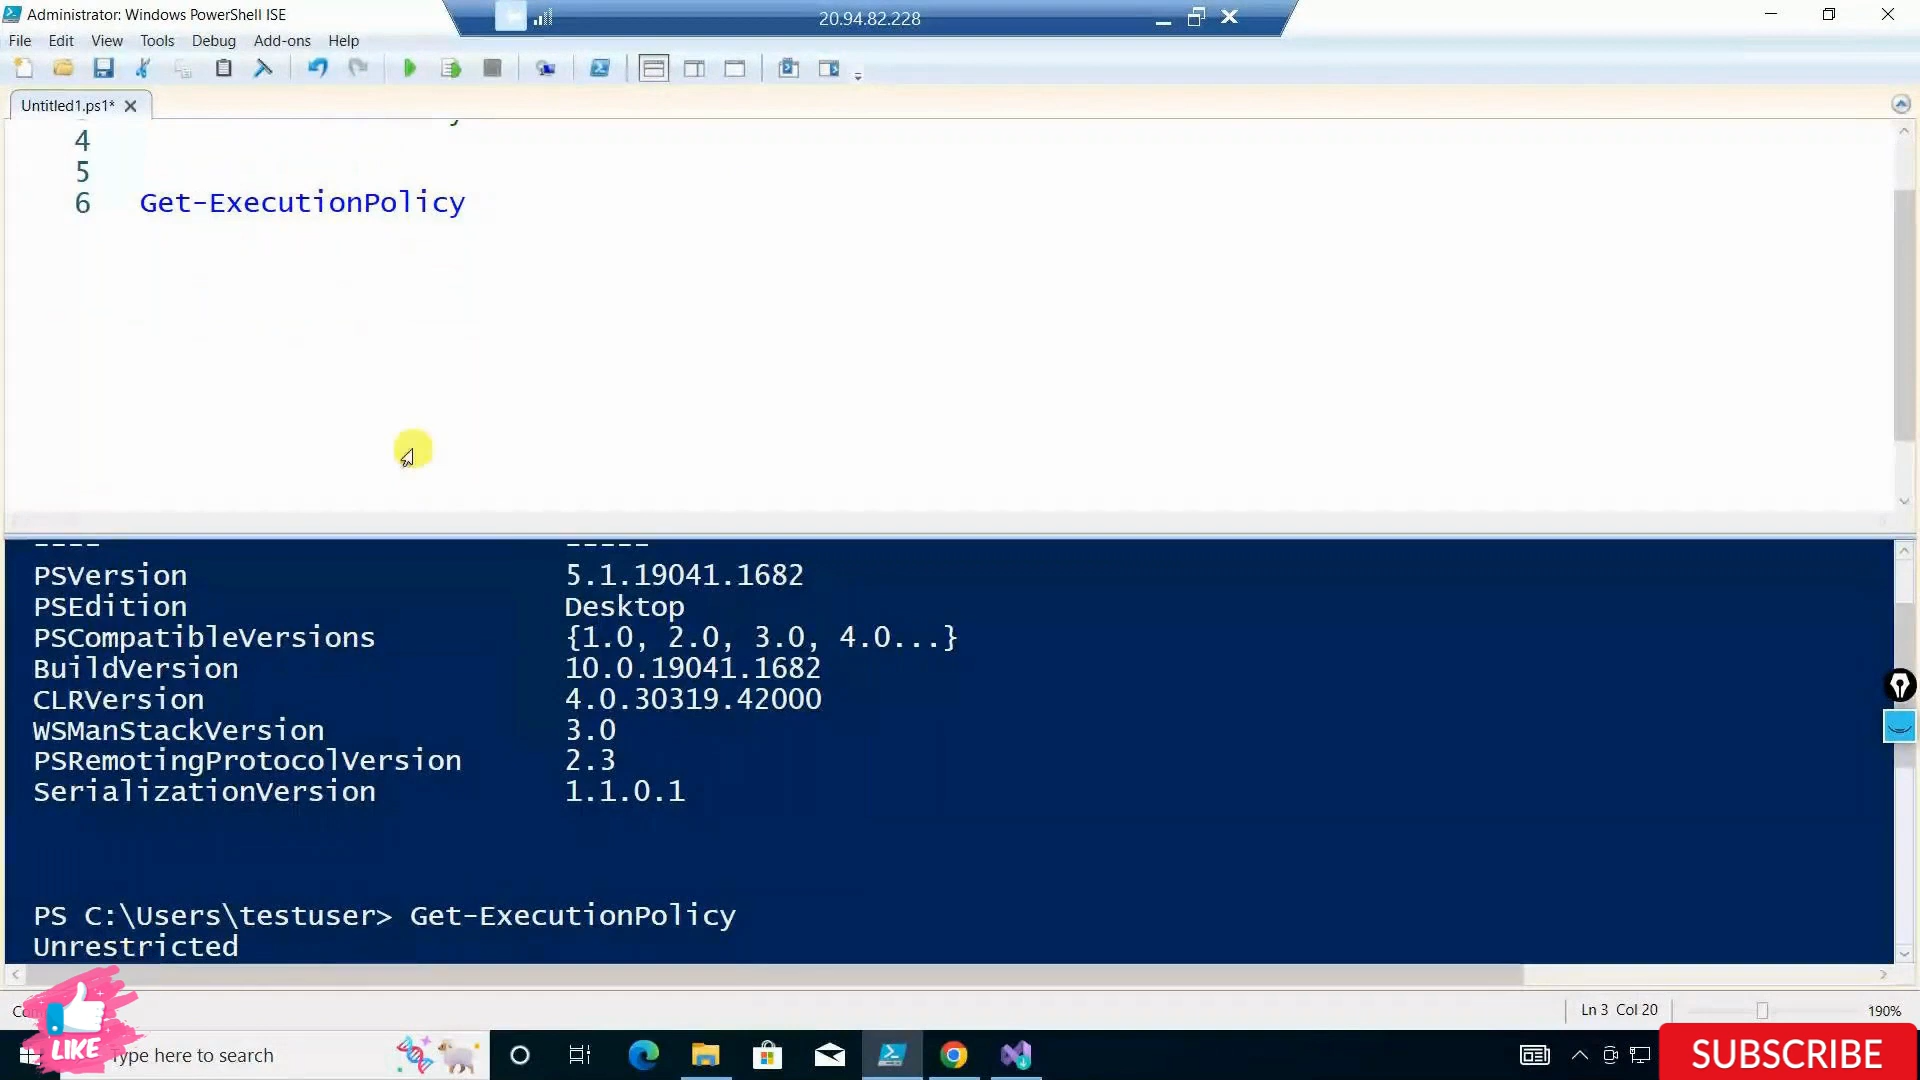 Administrator: Windows PowerShell ISE
20.94.82.228
File Edit View Tools Debug Add-ons Help
Untitled1.ps1*
4
5
6 Get-ExecutionPolicy
---- -----
PSVersion 5.1.19041.1682
PSEdition Desktop
PSCompatibleVersions {1.0, 2.0, 3.0, 4.0...}
BuildVersion 10.0.19041.1682
CLRVersion 4.0.30319.42000
WSManStackVersion 3.0
PSRemotingProtocolVersion 2.3
SerializationVersion 1.1.0.1
PS C:\Users\testuser> Get-ExecutionPolicy
Unrestricted
Ln 3 Col 20 190%
LIKE
Type here to search
SUBSCRIBE